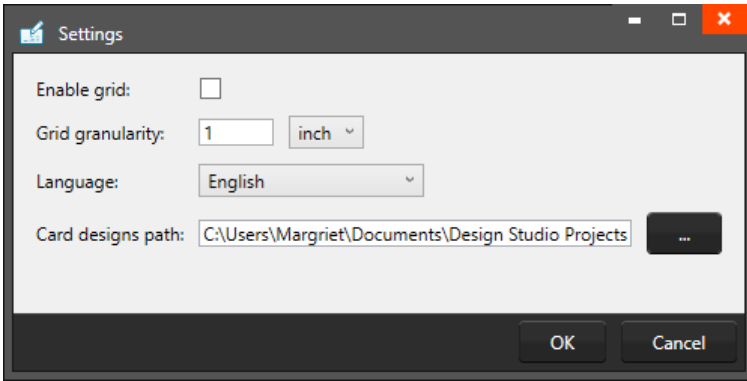 Settings
Enable grid:
Grid granularity: 1 inch
Language: English
Card designs path: C:\Users\Margriet\Documents\Design Studio Projects ...
OK Cancel